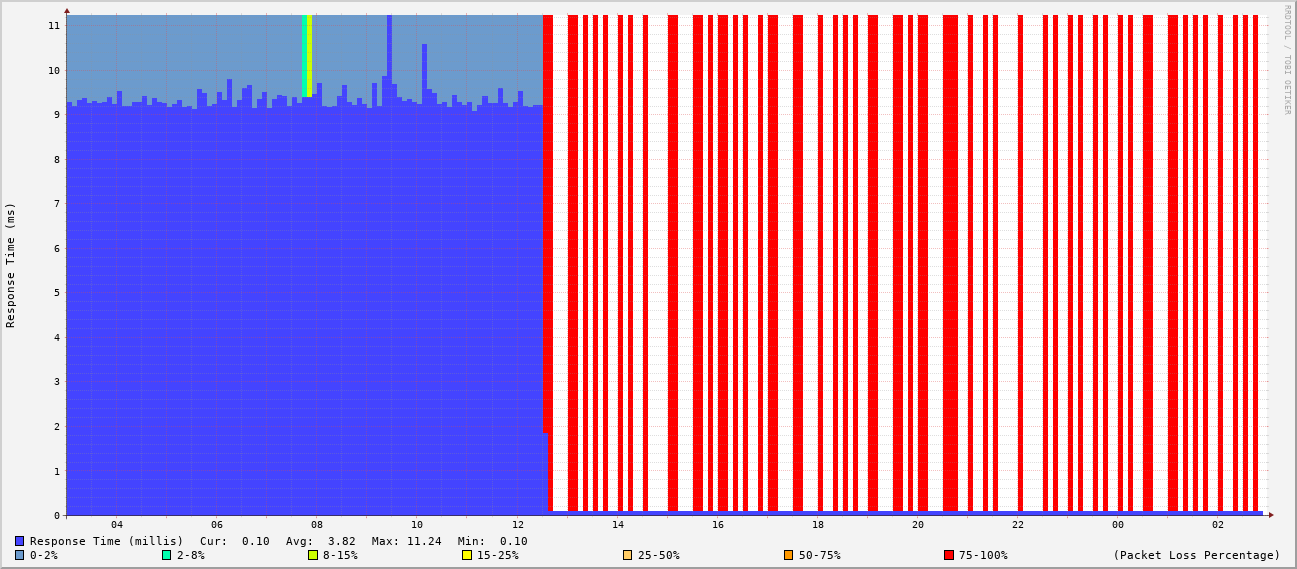 RRDTOOL / TOBI OETIKER
Response Time (ms)
11
10
9
8
7
6
5
4
3
2
1
0
04 06 08 10 12 14 16 18 20 22 00 02
Response Time (millis) Cur: 0.10 Avg: 3.82 Max: 11.24 Min: 0.10
0-2% 2-8% 8-15% 15-25% 25-50% 50-75% 75-100% (Packet Loss Percentage)